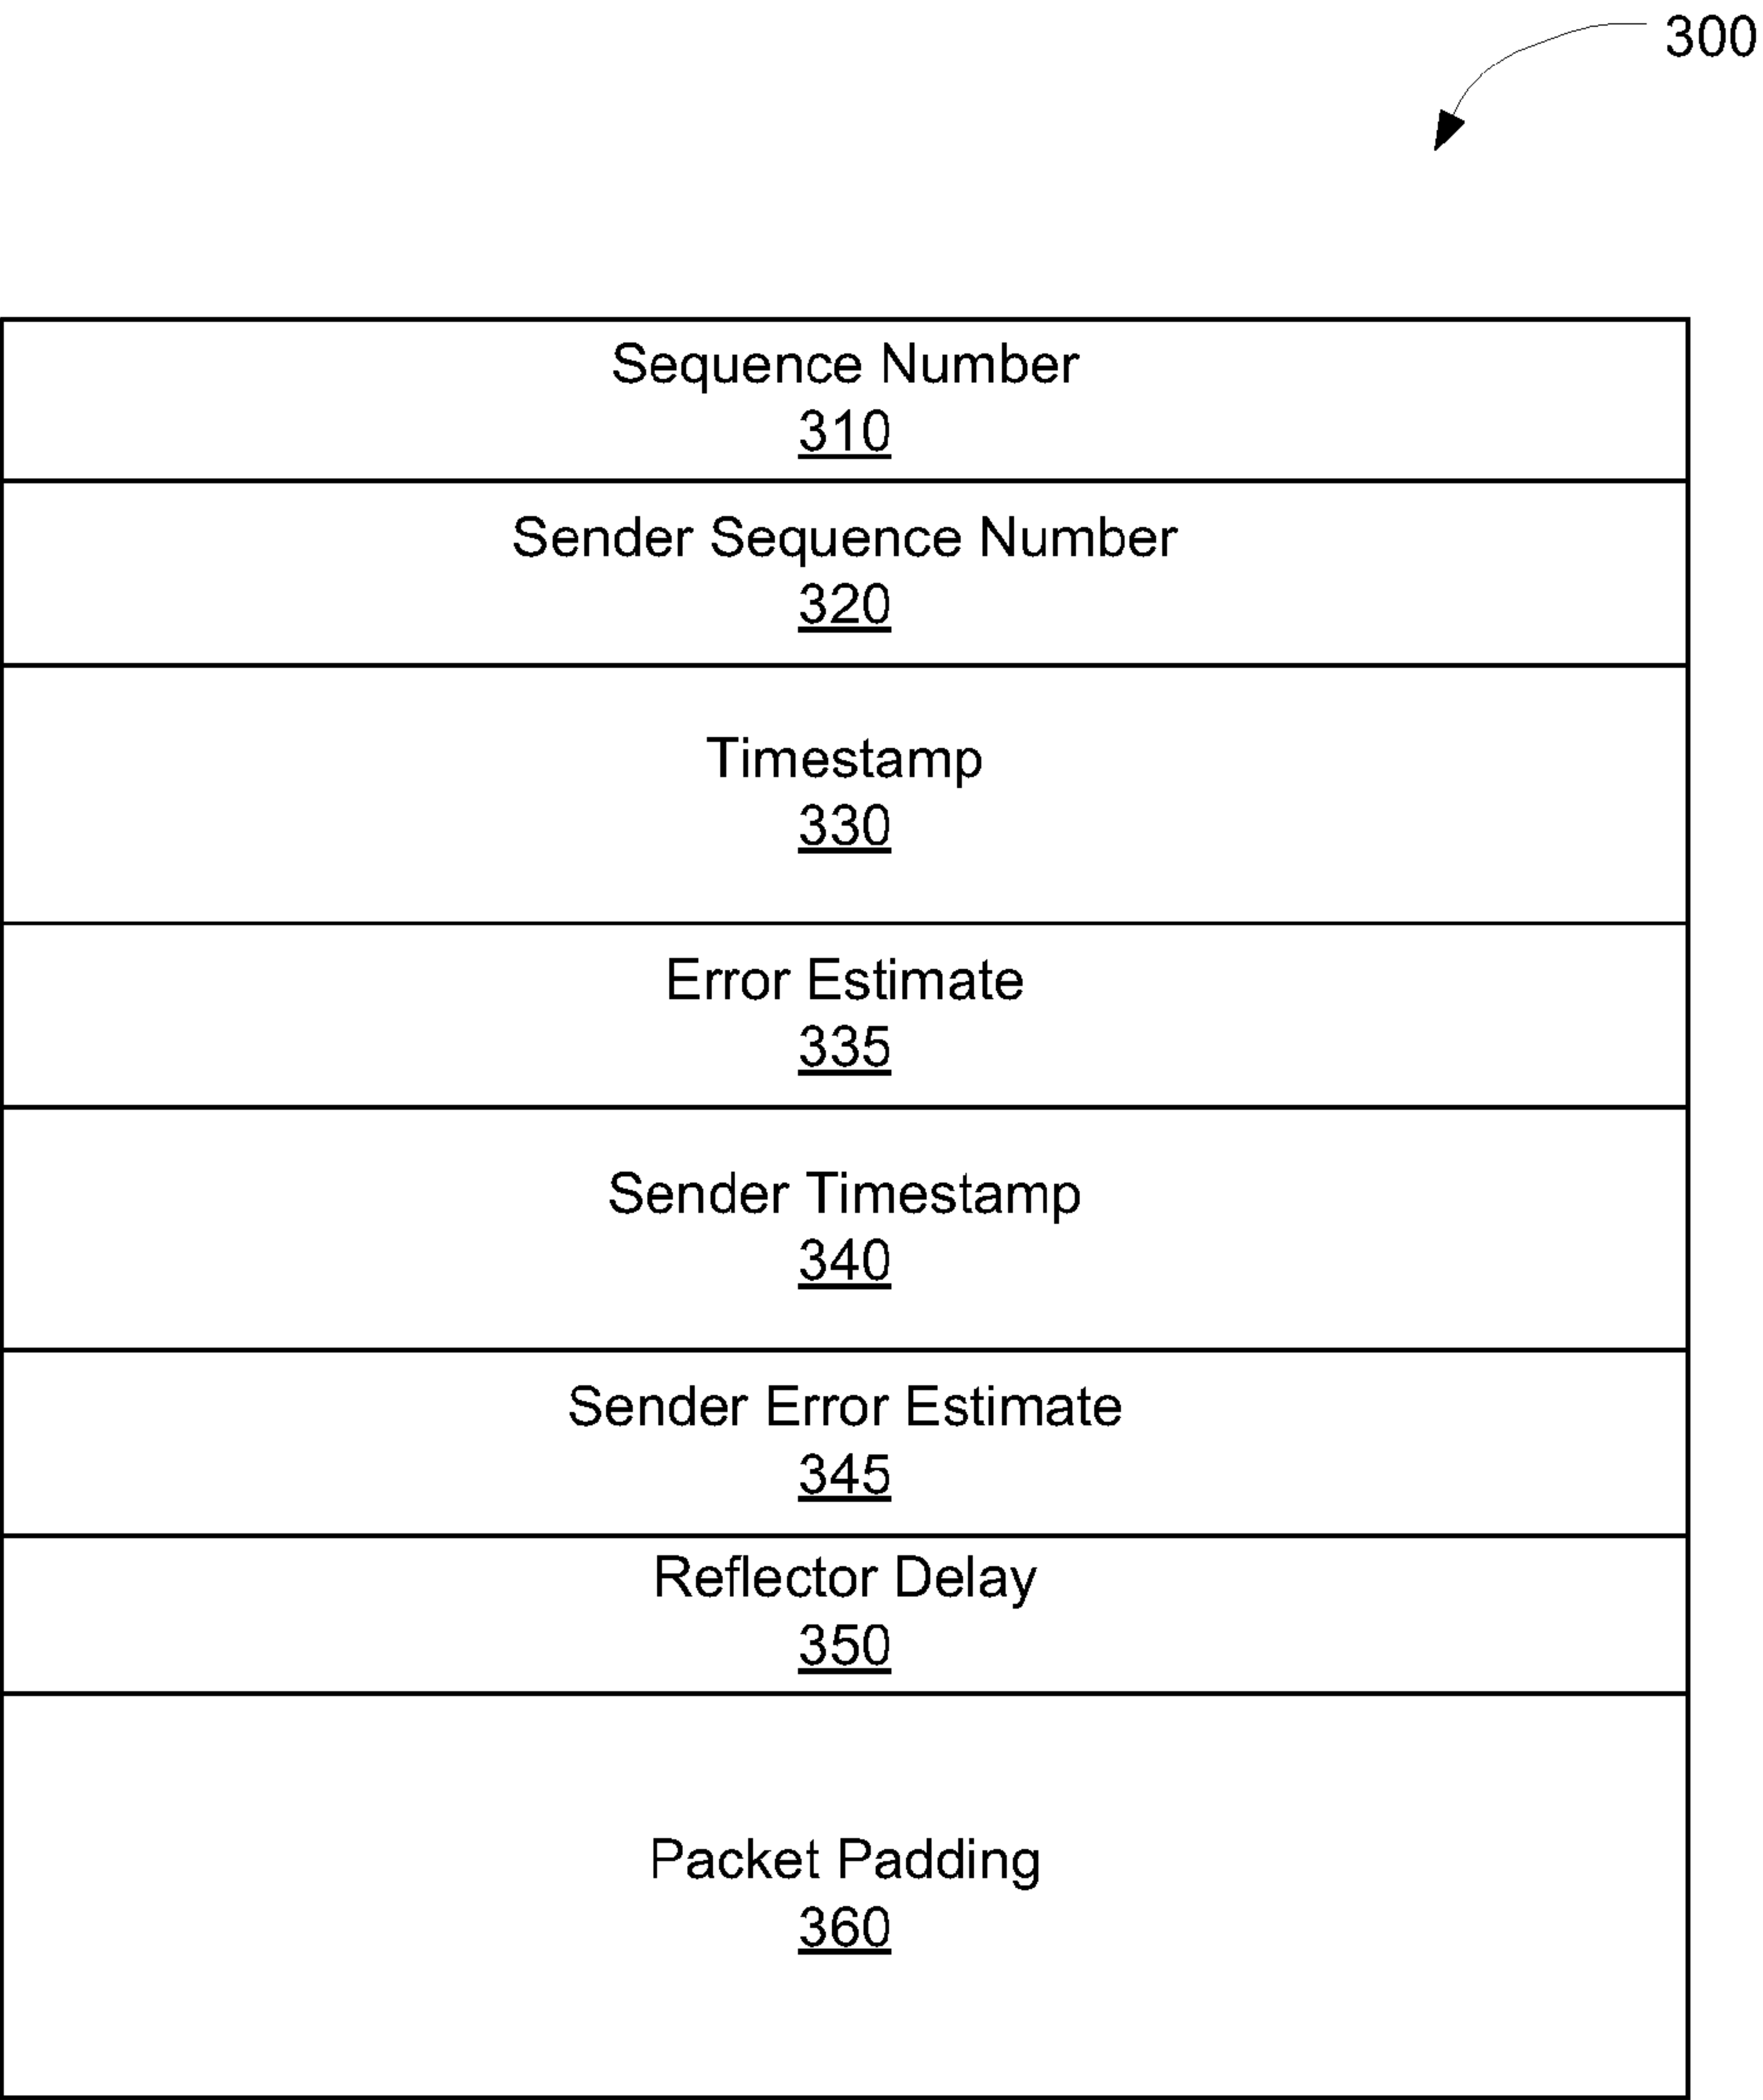 300
Sequence Number
310
Sender Sequence Number
320
Timestamp
330
Error Estimate
335
Sender Timestamp
340
Sender Error Estimate
345
Reflector Delay
350
Packet Padding
360